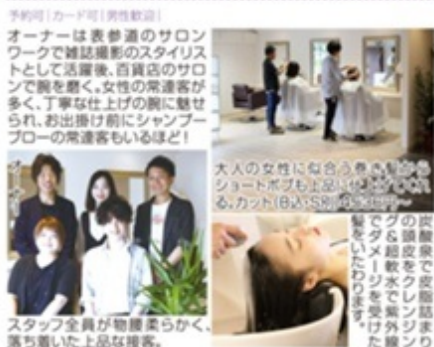 予約可|カード可|男性歓迎|
オーナーは表参道のサロン
ワークで雑誌撮影のスタイリス
トとして活躍後、百貨店のサロ
ンで腕を磨く。女性の常連客が
多く、丁寧な仕上げの腕に魅せ
られ、お出掛け前にシャンプー
ブローの常連客もいるほど!
大人の女性に似合う巻き髪から
ショートボブも上品に仕上げてくれ
る。カット(B込・SR)
オーナー
スタッフ全員が物腰柔らかく、
落ち着いた上品な接客。
炭酸泉で皮脂詰まり
の頭皮をクレンジン
グ&超軟水で紫外線
でダメージを受けた
髪をいたわります。